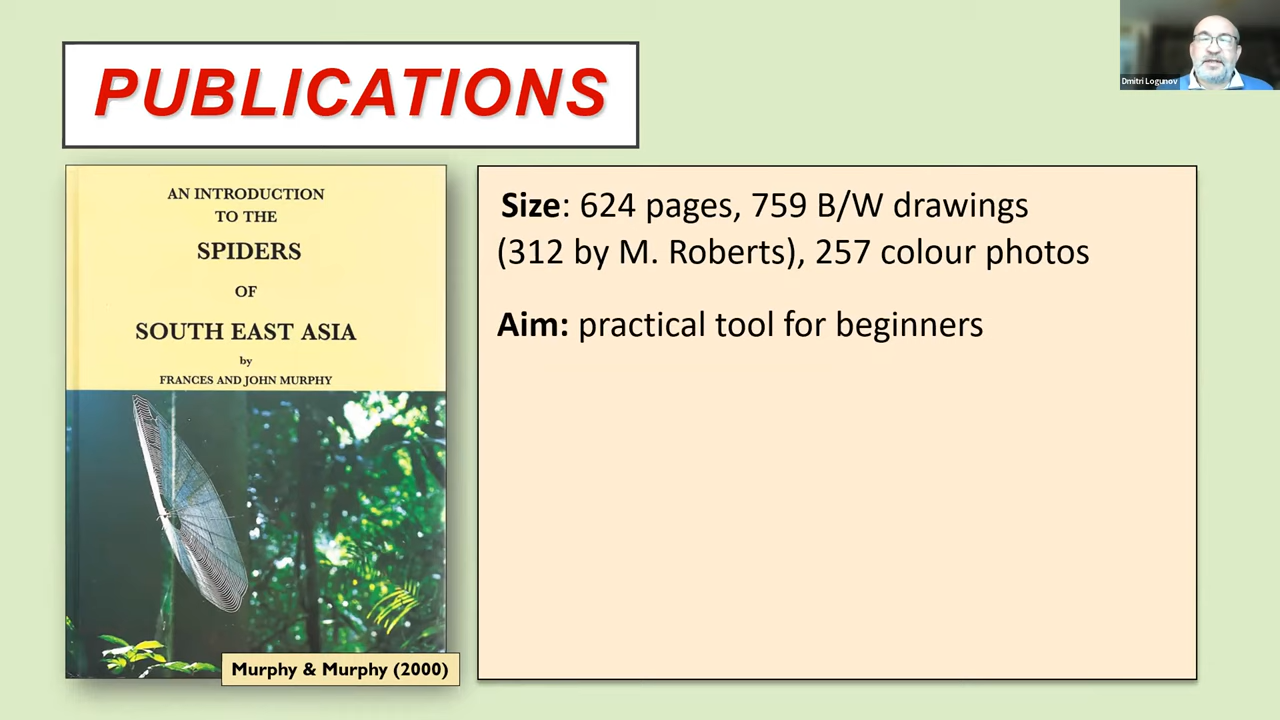 PUBLICATIONS
Dmitri Logunov
AN INTRODUCTION
TO THE
SPIDERS
OF
SOUTH EAST ASIA
by
FRANCES AND JOHN MURPHY
Murphy & Murphy (2000)
Size: 624 pages, 759 B/W drawings
(312 by M. Roberts), 257 colour photos
Aim: practical tool for beginners